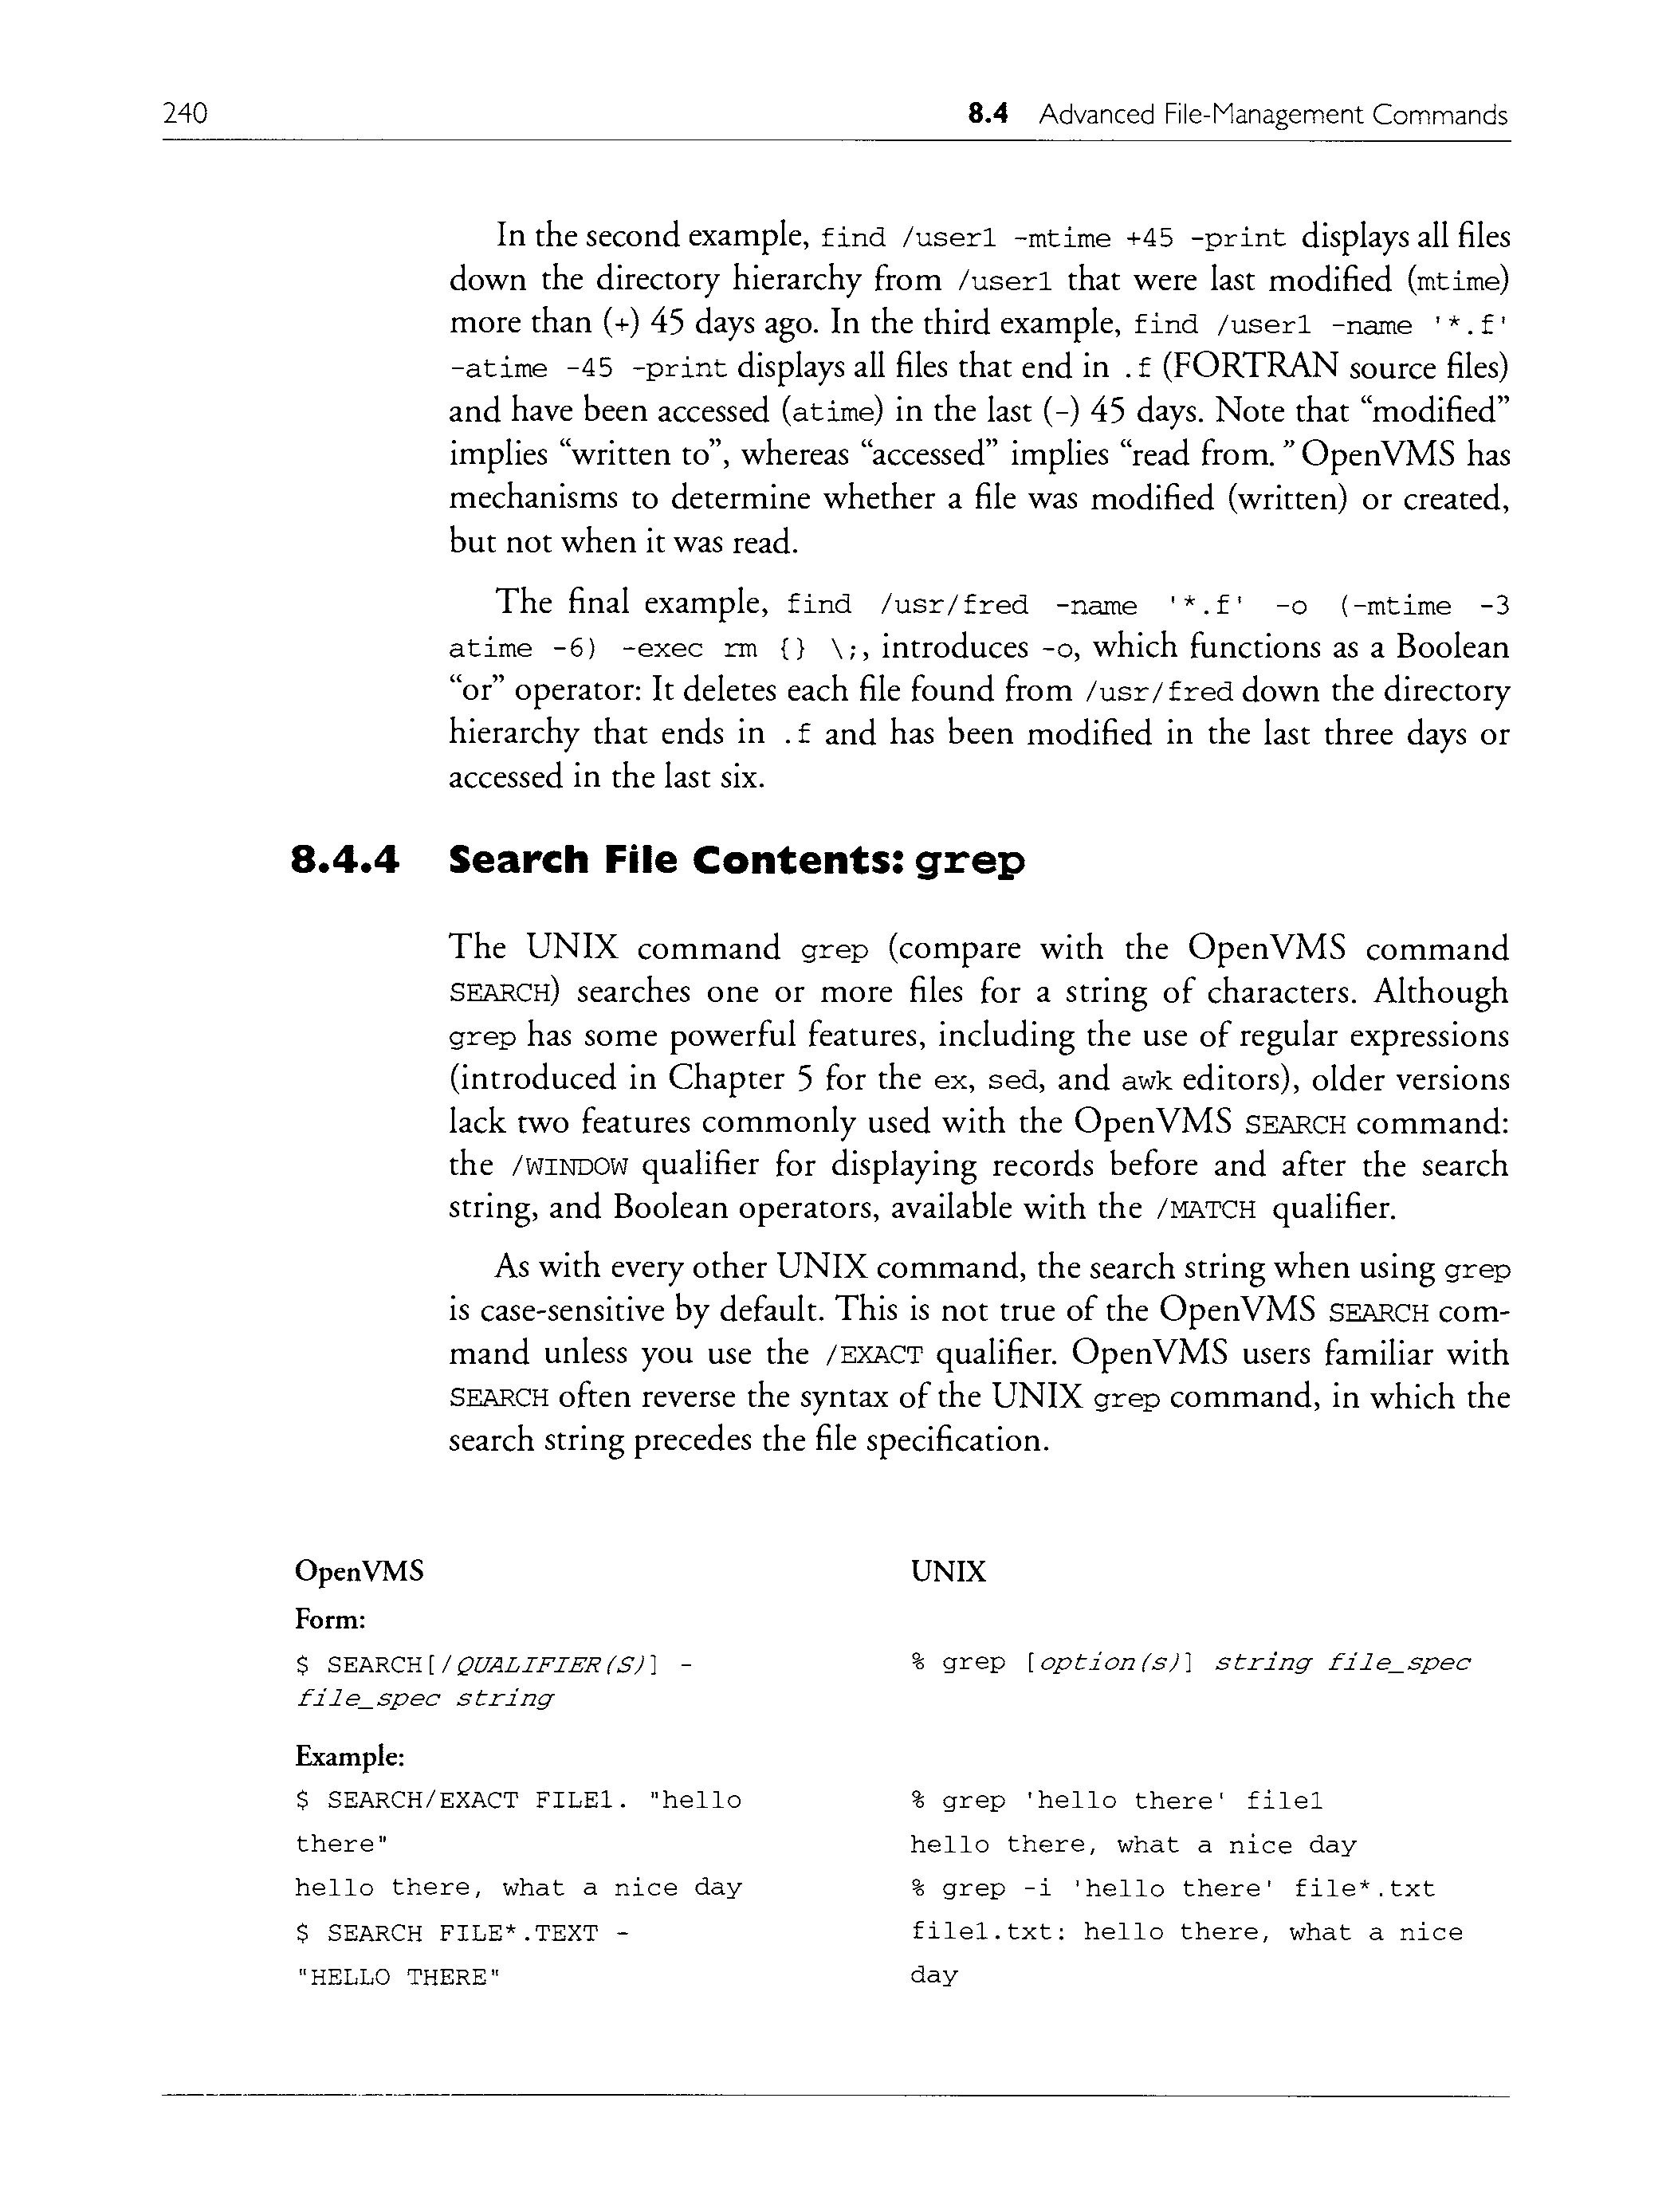 240 8.4 Advanced File-Management Commands
In the second example, find /user1 -mtime +45 -print displays all files
down the directory hierarchy from /user1 that were last modified (mtime)
more than (+) 45 days ago. In the third example, find /user1 -name '*.f'
-atime -45 -print displays all files that end in .f (FORTRAN source files)
and have been accessed (atime) in the last (-) 45 days. Note that “modified”
implies “written to”, whereas “accessed” implies “read from.” OpenVMS has
mechanisms to determine whether a file was modified (written) or created,
but not when it was read.
The final example, find /usr/fred -name '*.f' -o (-mtime -3
atime -6) -exec rm {} \;, introduces -o, which functions as a Boolean
“or” operator: It deletes each file found from /usr/fred down the directory
hierarchy that ends in .f and has been modified in the last three days or
accessed in the last six.
8.4.4 Search File Contents: grep
The UNIX command grep (compare with the OpenVMS command
SEARCH) searches one or more files for a string of characters. Although
grep has some powerful features, including the use of regular expressions
(introduced in Chapter 5 for the ex, sed, and awk editors), older versions
lack two features commonly used with the OpenVMS SEARCH command:
the /WINDOW qualifier for displaying records before and after the search
string, and Boolean operators, available with the /MATCH qualifier.
As with every other UNIX command, the search string when using grep
is case-sensitive by default. This is not true of the OpenVMS SEARCH com-
mand unless you use the /EXACT qualifier. OpenVMS users familiar with
SEARCH often reverse the syntax of the UNIX grep command, in which the
search string precedes the file specification.
OpenVMS
Form:
$ SEARCH[/QUALIFIER(S)] -
file_spec string
Example:
$ SEARCH/EXACT FILE1. "hello
there"
hello there, what a nice day
$ SEARCH FILE*.TEXT -
"HELLO THERE"
UNIX
% grep [option(s)] string file_spec
% grep 'hello there' file1
hello there, what a nice day
% grep -i 'hello there' file*.txt
file1.txt: hello there, what a nice
day